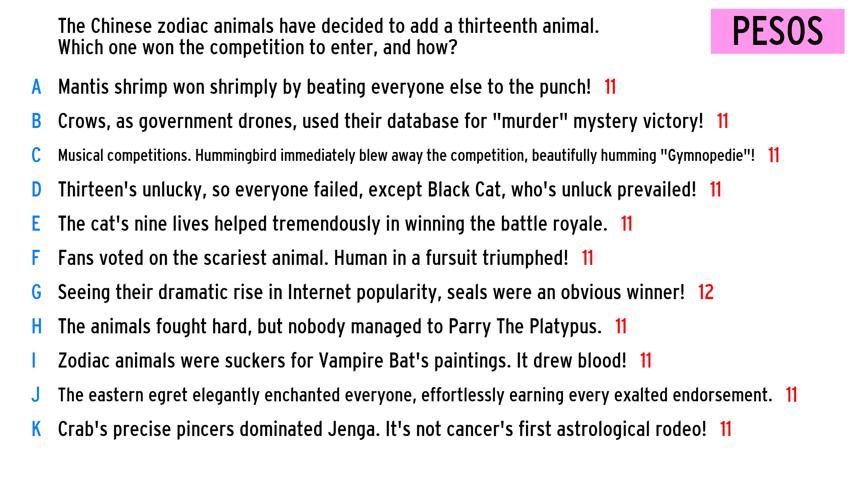 The Chinese zodiac animals have decided to add a thirteenth animal.
Which one won the competition to enter, and how?
PESOS
A Mantis shrimp won shrimply by beating everyone else to the punch! 11
B Crows, as government drones, used their database for "murder" mystery victory! 11
C Musical competitions. Hummingbird immediately blew away the competition, beautifully humming "Gymnopedie"! 11
D Thirteen's unlucky, so everyone failed, except Black Cat, who's unluck prevailed! 11
E The cat's nine lives helped tremendously in winning the battle royale. 11
F Fans voted on the scariest animal. Human in a fursuit triumphed! 11
G Seeing their dramatic rise in Internet popularity, seals were an obvious winner! 12
H The animals fought hard, but nobody managed to Parry The Platypus. 11
I Zodiac animals were suckers for Vampire Bat's paintings. It drew blood! 11
J The eastern egret elegantly enchanted everyone, effortlessly earning every exalted endorsement. 11
K Crab's precise pincers dominated Jenga. It's not cancer's first astrological rodeo! 11